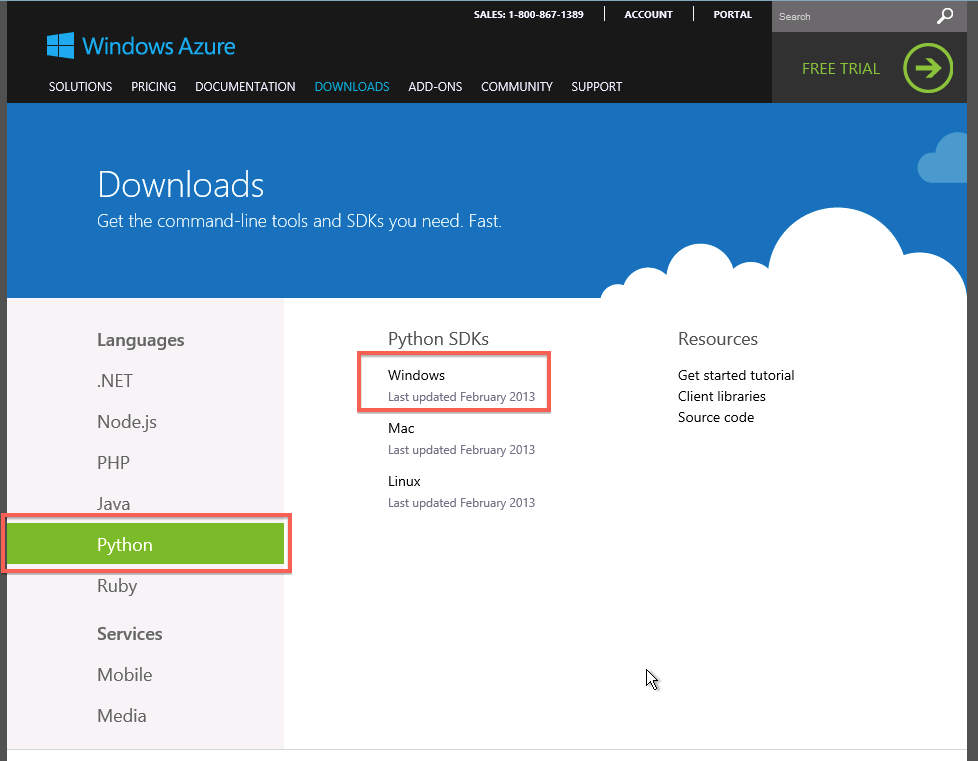 SALES: 1-800-867-1389 ACCOUNT PORTAL Search
Windows Azure
FREE TRIAL
SOLUTIONS PRICING DOCUMENTATION DOWNLOADS ADD-ONS COMMUNITY SUPPORT
Downloads
Get the command-line tools and SDKs you need. Fast.
Languages
.NET
Node.js
PHP
Java
Python
Ruby
Services
Mobile
Media
Python SDKs
Windows
Last updated February 2013
Mac
Last updated February 2013
Linux
Last updated February 2013
Resources
Get started tutorial
Client libraries
Source code